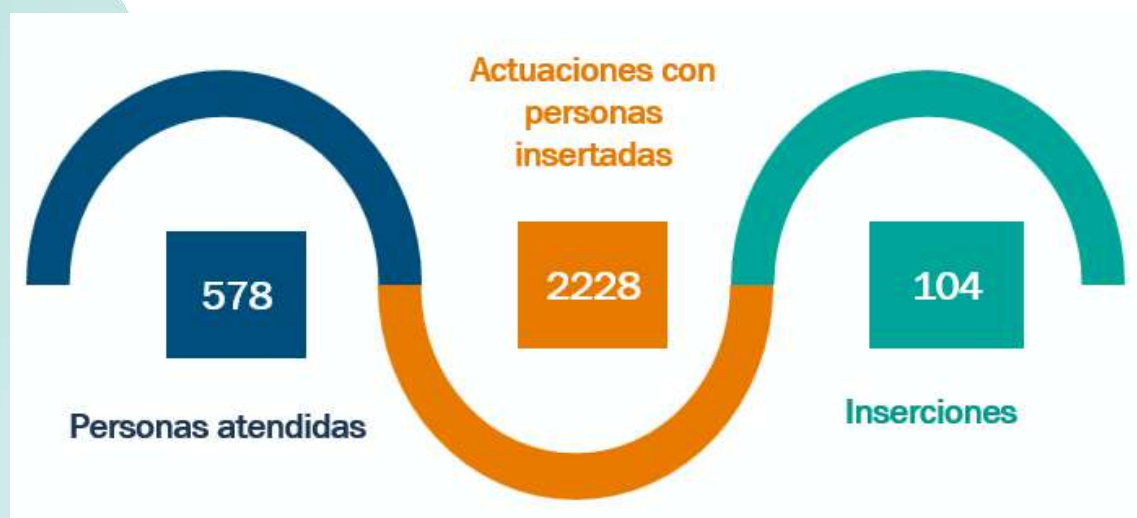 578
Personas atendidas
Actuaciones con
personas
insertadas
2228
104
Inserciones